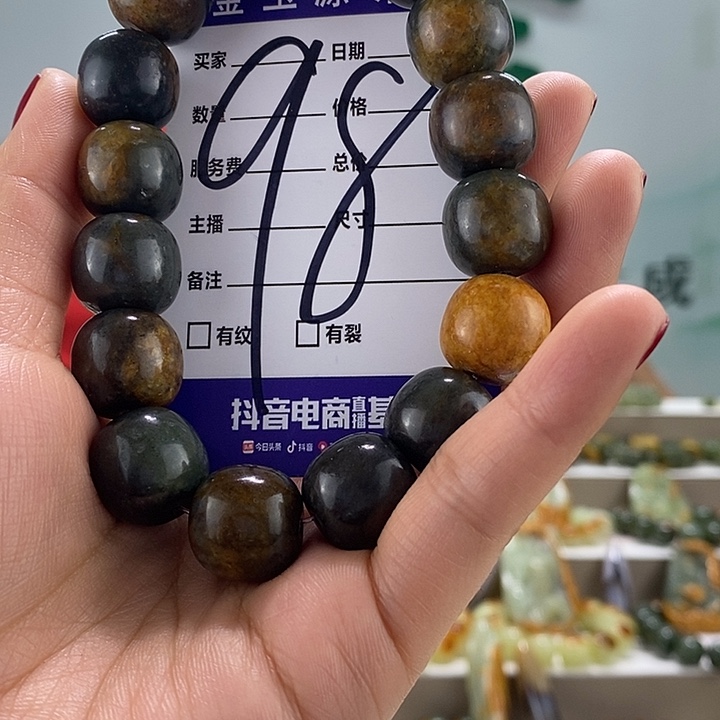 买家 日期
数量 价格
服务费 总价
主播 尺寸
备注
98
有纹 有裂
抖音电商直播基
今日头条 抖音